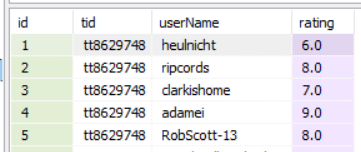 id tid userName rating
1 tt8629748 heulnicht 6.0
2 tt8629748 ripcords 8.0
3 tt8629748 clarkishome 7.0
4 tt8629748 adamei 9.0
5 tt8629748 RobScott-13 8.0